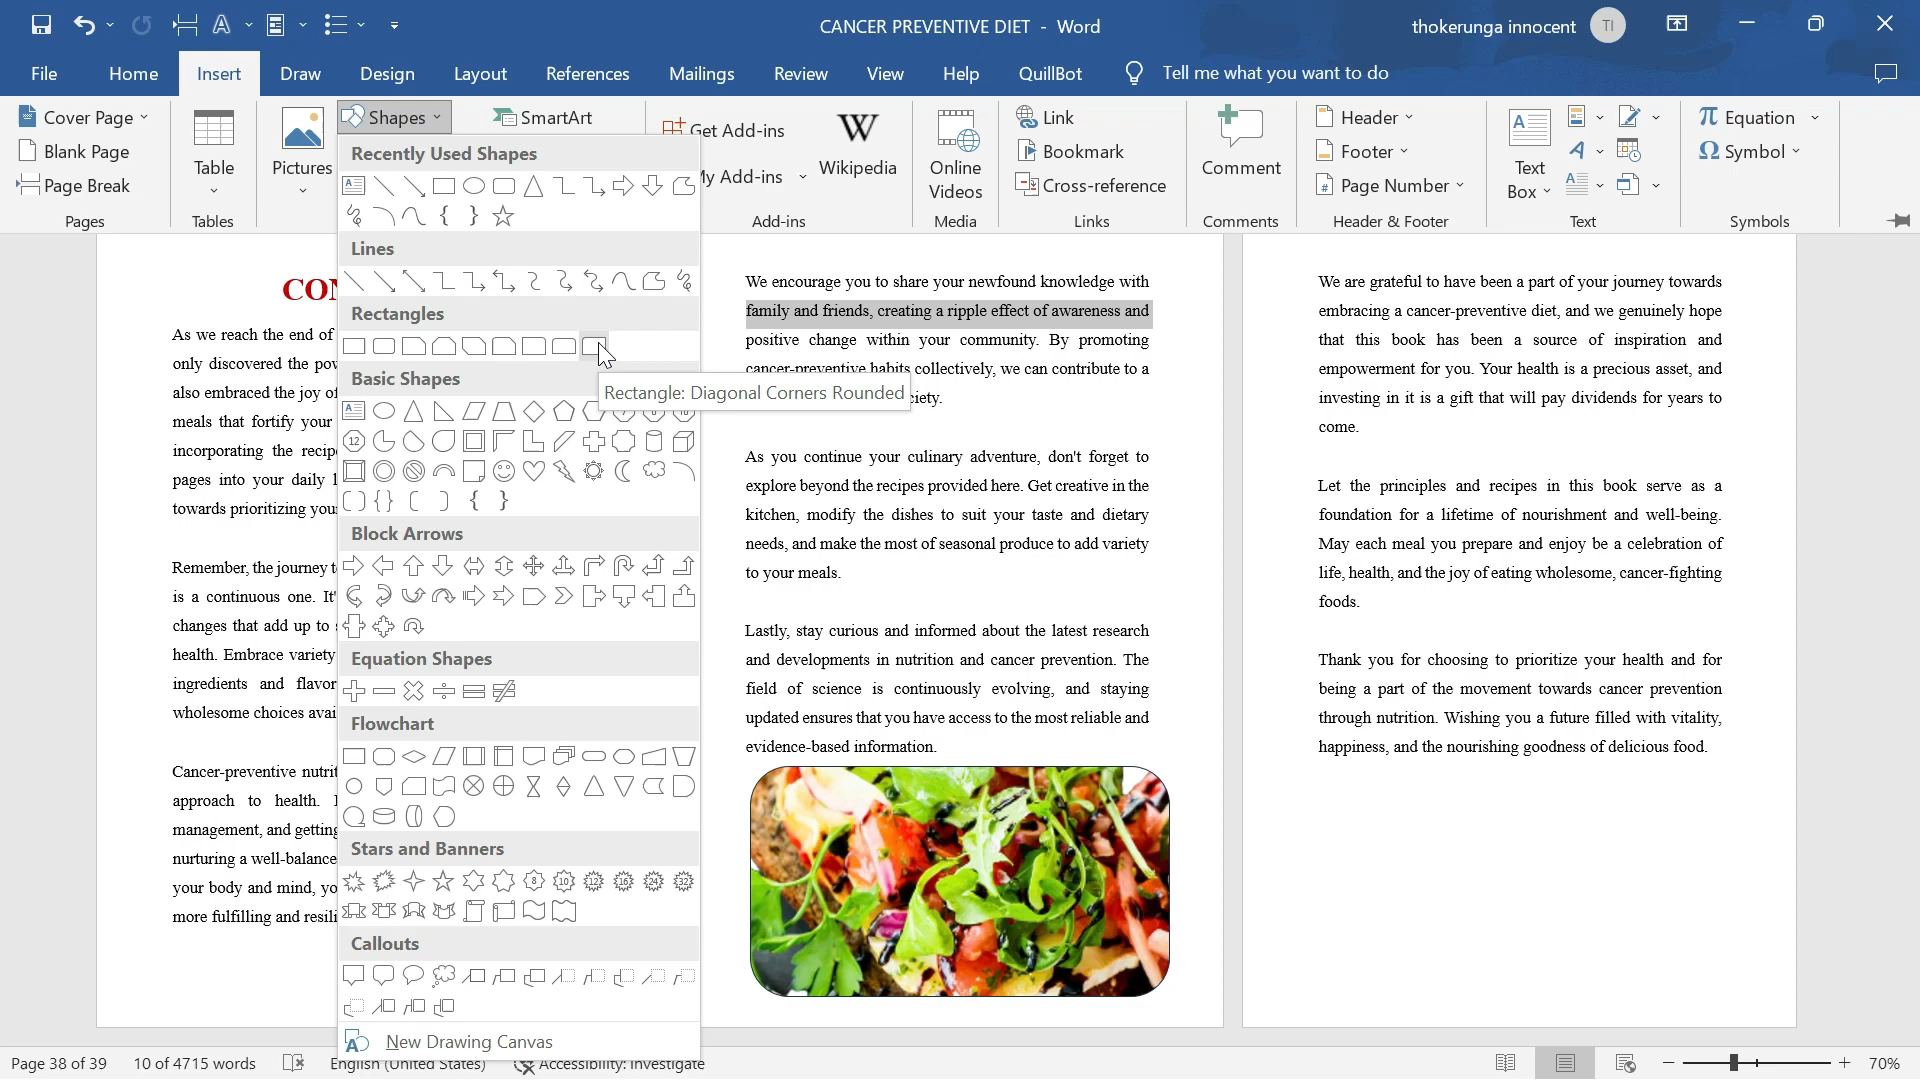 CANCER PREVENTIVE DIET - Word
thokerunga innocent TI
File Home Insert Draw Design Layout References Mailings Review View Help QuillBot Tell me what you want to do
Cover Page
Blank Page
Page Break
Pages
Table
Tables
Pictures
Shapes
SmartArt
Get Add-ins
My Add-ins
Wikipedia
Add-ins
Online
Videos
Media
Link
Bookmark
Cross-reference
Links
Comment
Comments
Header
Footer
Page Number
Header & Footer
Text
Box
Text
Equation
Symbol
Symbols
Recently Used Shapes
Lines
Rectangles
Rectangle: Diagonal Corners Rounded
Basic Shapes
Block Arrows
Equation Shapes
Flowchart
Stars and Banners
Callouts
New Drawing Canvas
As we reach the end of
only discovered the
also embraced the joy
meals that fortify your
incorporating the
pages into your daily
towards prioritizing
Remember, the journey
is a continuous one.
changes that add up to
health. Embrace variety
ingredients and
wholesome choices
Cancer-preventive
approach to health.
management, and
nurturing a
your body and mind,
more fulfilling and
We encourage you to share your newfound knowledge with
family and friends, creating a ripple effect of awareness and
positive change within your community. By promoting
cancer-preventive habits collectively, we can contribute to a
As you continue your culinary adventure, don't forget to
explore beyond the recipes provided here. Get creative in the
kitchen, modify the dishes to suit your taste and dietary
needs, and make the most of seasonal produce to add variety
to your meals.
Lastly, stay curious and informed about the latest research
and developments in nutrition and cancer prevention. The
field of science is continuously evolving, and staying
updated ensures that you have access to the most reliable and
evidence-based information.
We are grateful to have been a part of your journey towards
embracing a cancer-preventive diet, and we genuinely hope
that this book has been a source of inspiration and
empowerment for you. Your health is a precious asset, and
investing in it is a gift that will pay dividends for years to
come.
Let the principles and recipes in this book serve as a
foundation for a lifetime of nourishment and well-being.
May each meal you prepare and enjoy be a celebration of
life, health, and the joy of eating wholesome, cancer-fighting
foods.
Thank you for choosing to prioritize your health and for
being a part of the movement towards cancer prevention
through nutrition. Wishing you a future filled with vitality,
happiness, and the nourishing goodness of delicious food.
Page 38 of 39 10 of 4715 words English (United States) Accessibility: Investigate 70%